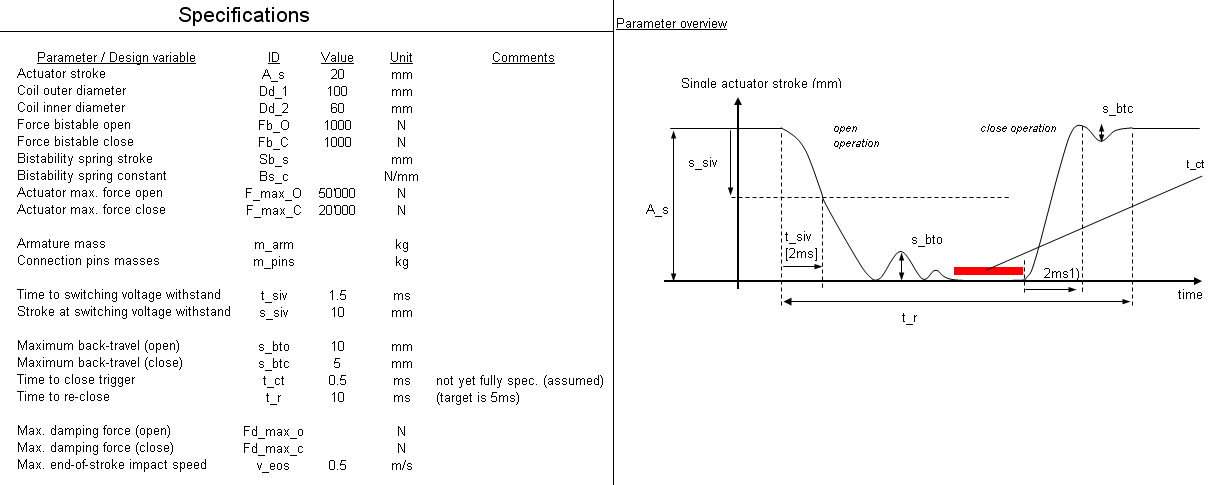 Specifications
Parameter / Design variable ID Value Unit Comments
Actuator stroke A_s 20 mm
Coil outer diameter Dd_1 100 mm
Coil inner diameter Dd_2 60 mm
Force bistable open Fb_O 1000 N
Force bistable close Fb_C 1000 N
Bistability spring stroke Sb_s mm
Bistability spring constant Bs_c N/mm
Actuator max. force open F_max_O 50'000 N
Actuator max. force close F_max_C 20'000 N
Armature mass m_arm kg
Connection pins masses m_pins kg
Time to switching voltage withstand t_siv 1.5 ms
Stroke at switching voltage withstand s_siv 10 mm
Maximum back-travel (open) s_bto 10 mm
Maximum back-travel (close) s_btc 5 mm
Time to close trigger t_ct 0.5 ms not yet fully spec. (assumed)
Time to re-close t_r 10 ms (target is 5ms)
Max. damping force (open) Fd_max_o N
Max. damping force (close) Fd_max_c N
Max. end-of-stroke impact speed v_eos 0.5 m/s
Parameter overview
Single actuator stroke (mm)
s_btc
open
operation
close operation
s_siv
t_ct
A_s
t_siv
[2ms]
s_bto
2ms1)
time
t_r